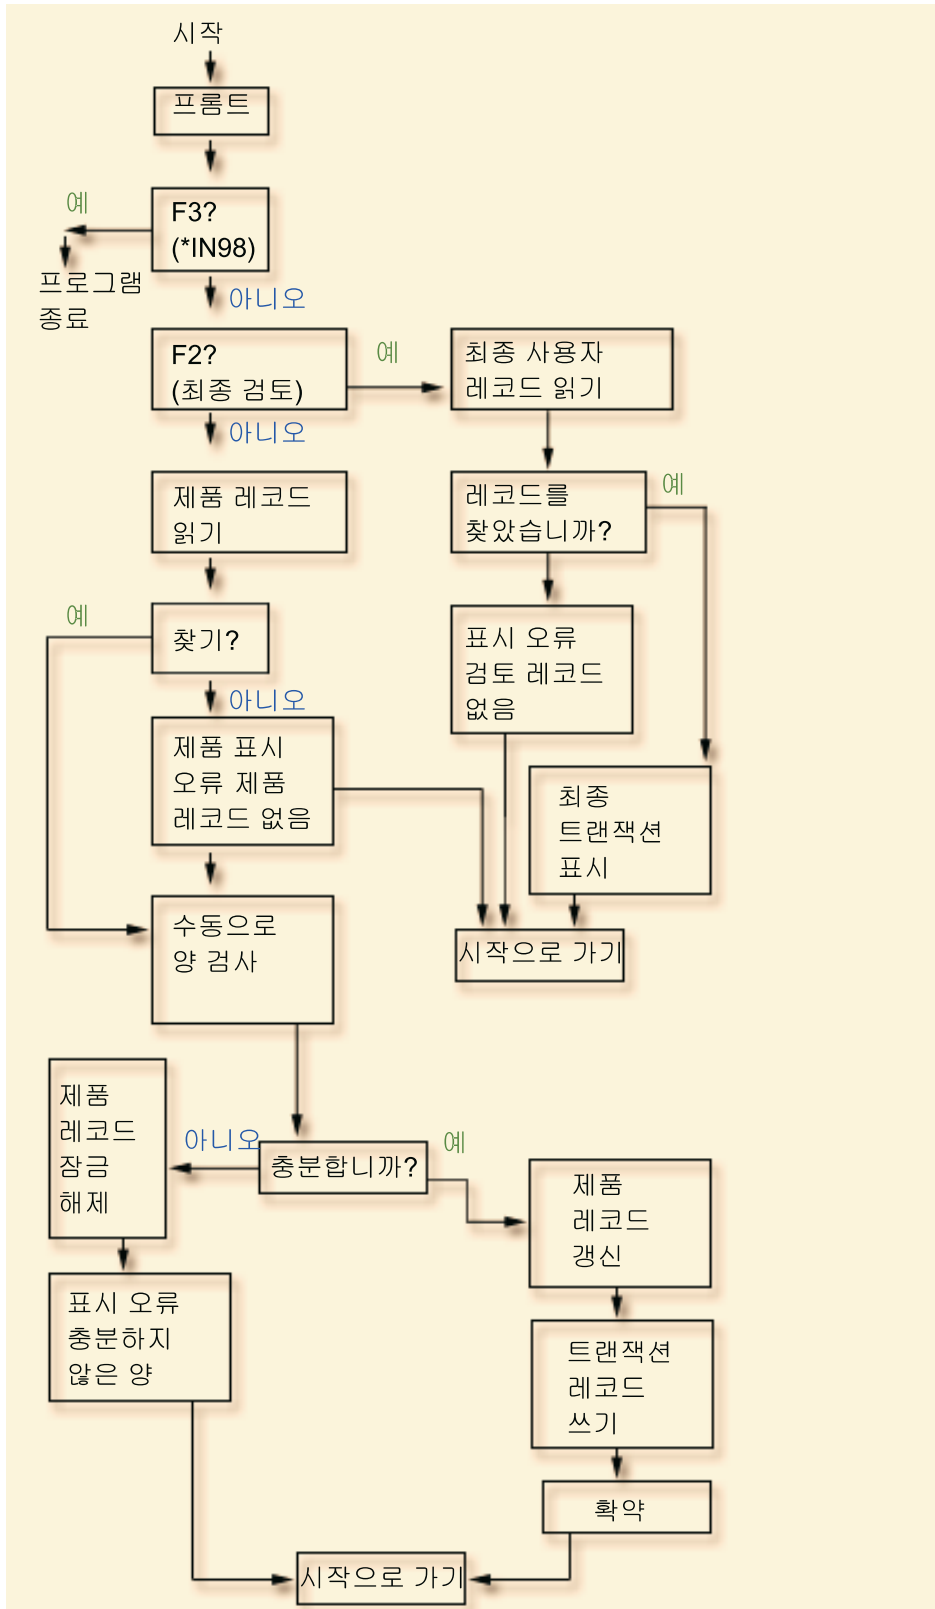 시작
프롬트
예
F3?
(*IN98)
프로그램
종료
아니오
F2?
(최종 검토)
예
최종 사용자
레코드 읽기
아니오
제품 레코드
읽기
레코드를
찾았습니까?
예
예
찾기?
표시 오류
검토 레코드
없음
아니오
제품 표시
오류 제품
레코드 없음
최종
트랜잭션
표시
수동으로
양 검사
시작으로 가기
제품
레코드
잠금
해제
아니오
충분합니까?
예
제품
레코드
갱신
표시 오류
충분하지
않은 양
트랜잭션
레코드
쓰기
확약
시작으로 가기